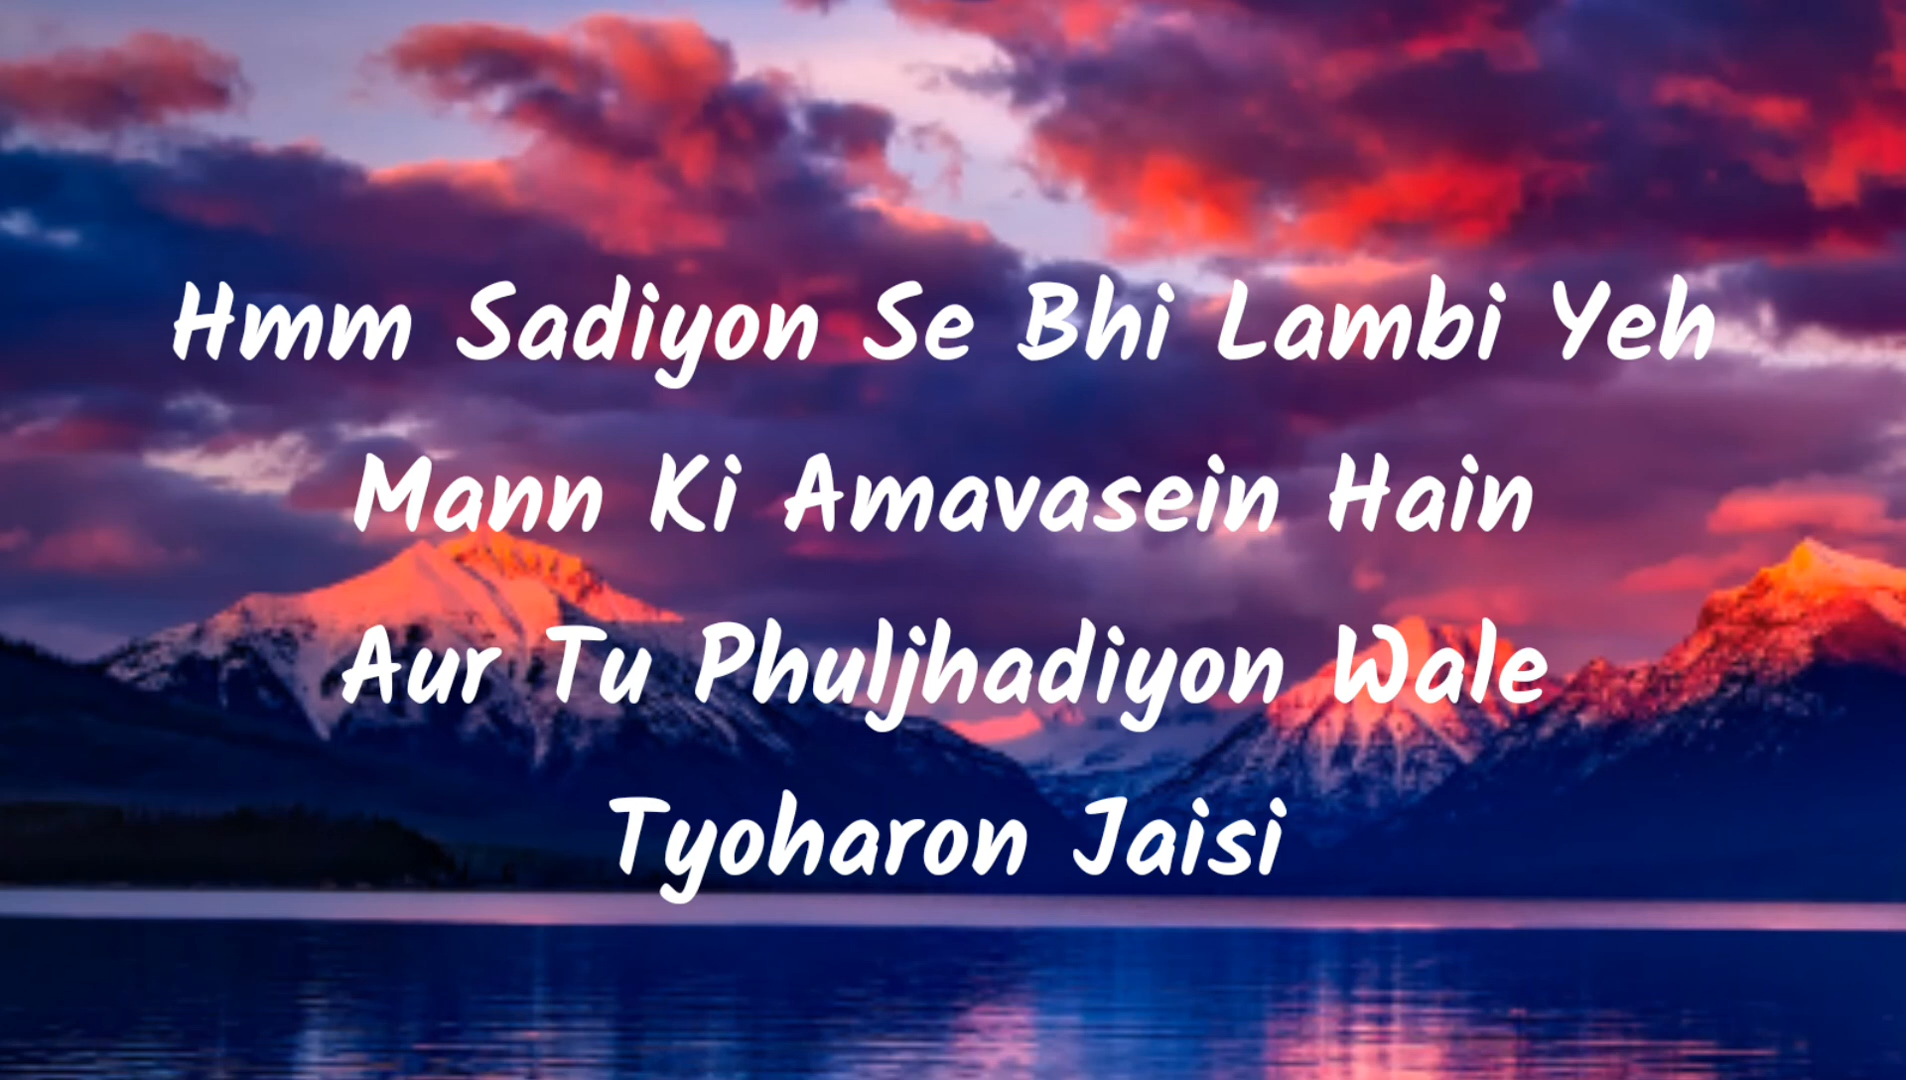 Hmm Sadiyon Se Bhi Lambi Yeh
Mann Ki Amavasein Hain
Aur Tu Phuljhadiyon Wale
Tyoharon Jaisi